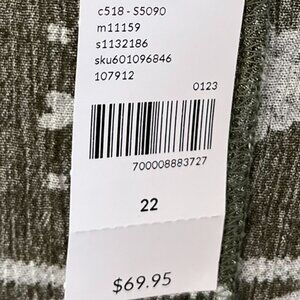 c518 - S5090
m11159
s1132186
sku601096846
107912
0123
700008883727
22
$69.95